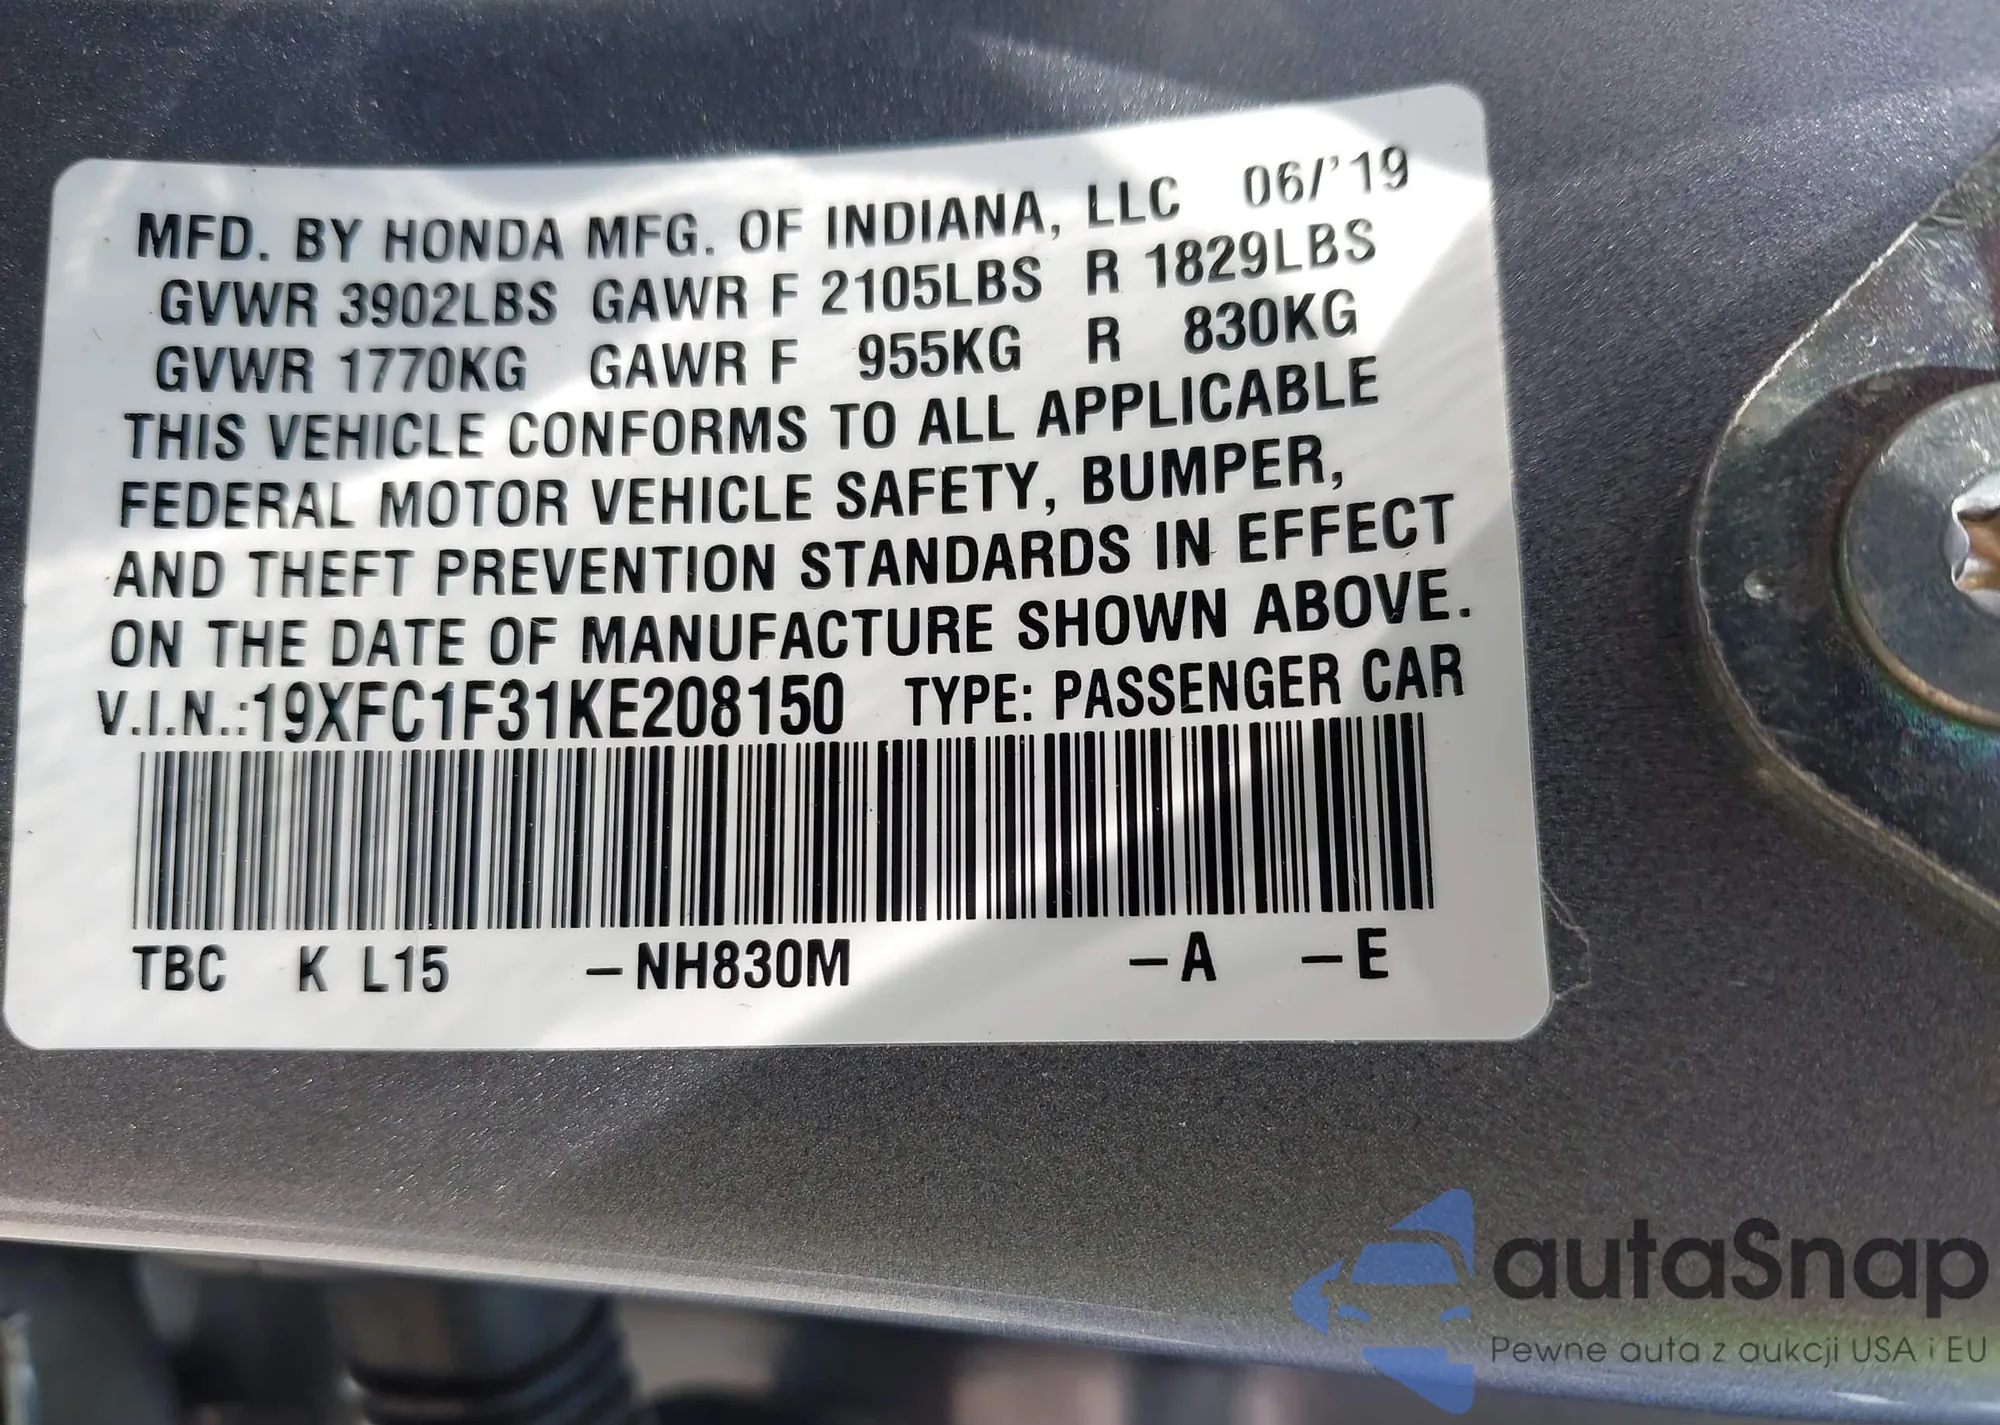 MFD. BY HONDA MFG. OF INDIANA, LLC 06/'19
GVWR 3902LBS GAWR F 2105LBS R 1829LBS
GVWR 1770KG GAWR F 955KG R 830KG
THIS VEHICLE CONFORMS TO ALL APPLICABLE
FEDERAL MOTOR VEHICLE SAFETY, BUMPER,
AND THEFT PREVENTION STANDARDS IN EFFECT
ON THE DATE OF MANUFACTURE SHOWN ABOVE.
V.I.N.:19XFC1F31KE208150 TYPE: PASSENGER CAR
TBC K L15 –NH830M –A –E
autaSnap
Pewne auta z aukcji USA i EU